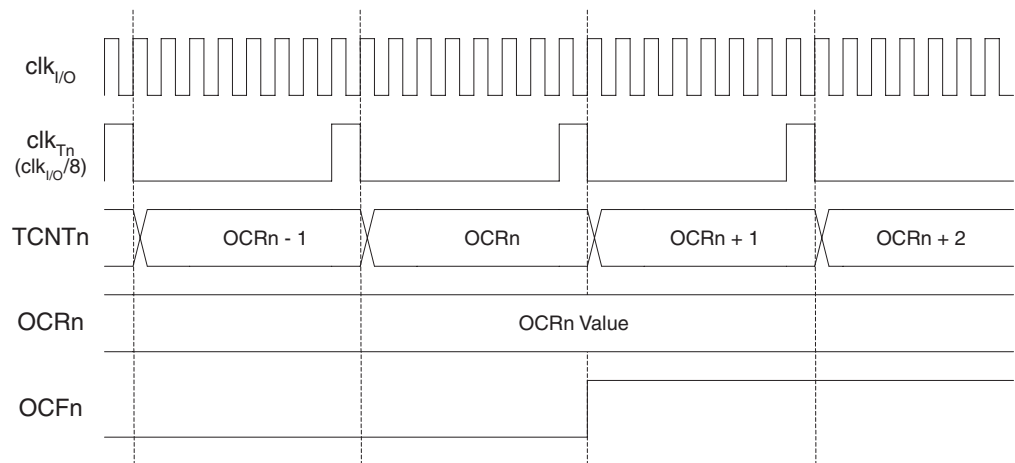 clkI/O
clkTn
(clkI/O/8)
TCNTn
OCRn - 1
OCRn
OCRn + 1
OCRn + 2
OCRn
OCRn Value
OCFn